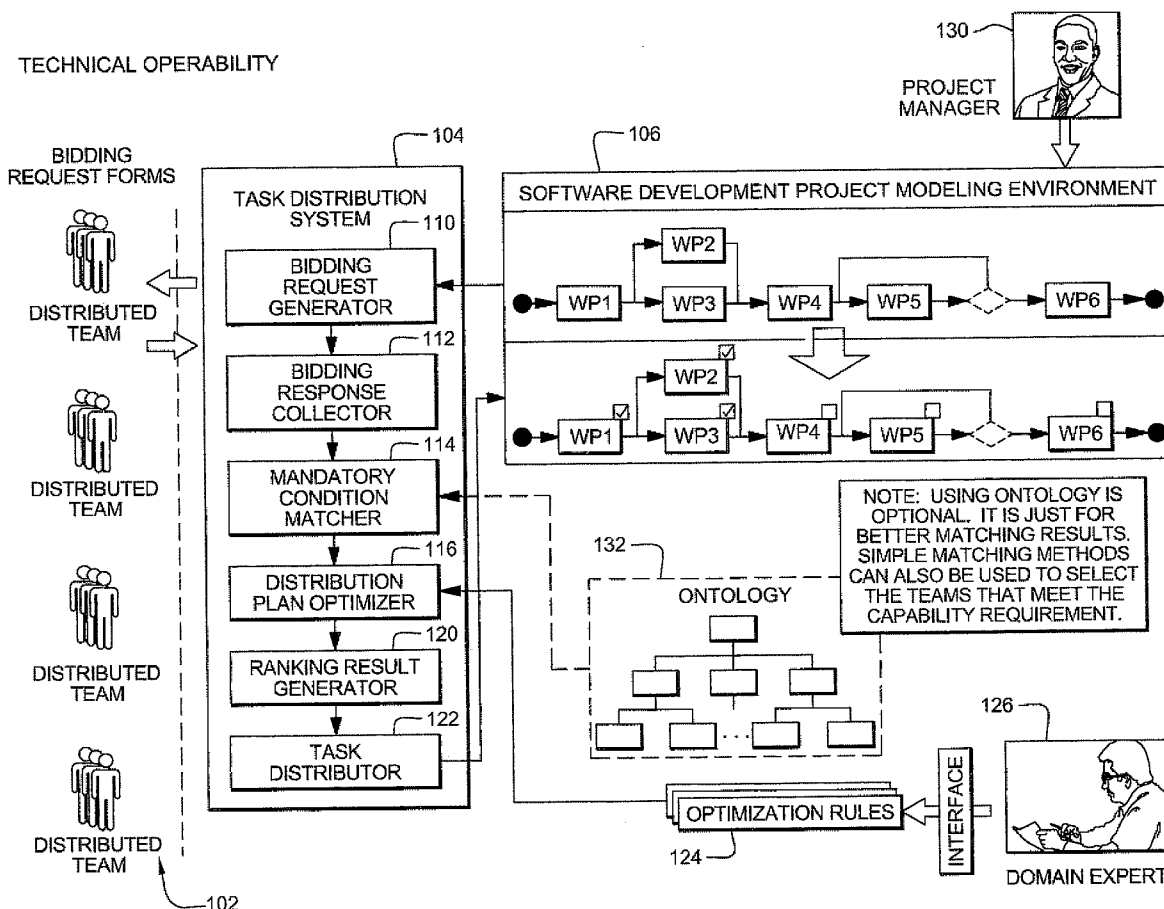 TECHNICAL OPERABILITY
130
PROJECT
MANAGER
BIDDING
REQUEST FORMS
DISTRIBUTED
TEAM
DISTRIBUTED
TEAM
DISTRIBUTED
TEAM
DISTRIBUTED
TEAM
102
104
TASK DISTRIBUTION
SYSTEM
110
BIDDING
REQUEST
GENERATOR
112
BIDDING
RESPONSE
COLLECTOR
114
MANDATORY
CONDITION
MATCHER
116
DISTRIBUTION
PLAN OPTIMIZER
120
RANKING RESULT
GENERATOR
122
TASK
DISTRIBUTOR
106
SOFTWARE DEVELOPMENT PROJECT MODELING ENVIRONMENT
WP2
WP1
WP3
WP4
WP5
WP6
WP2
WP1
WP3
WP4
WP5
WP6
NOTE: USING ONTOLOGY IS
OPTIONAL. IT IS JUST FOR
BETTER MATCHING RESULTS.
SIMPLE MATCHING METHODS
CAN ALSO BE USED TO SELECT
THE TEAMS THAT MEET THE
CAPABILITY REQUIREMENT.
132
ONTOLOGY
...
OPTIMIZATION RULES
124
INTERFACE
126
DOMAIN EXPERT